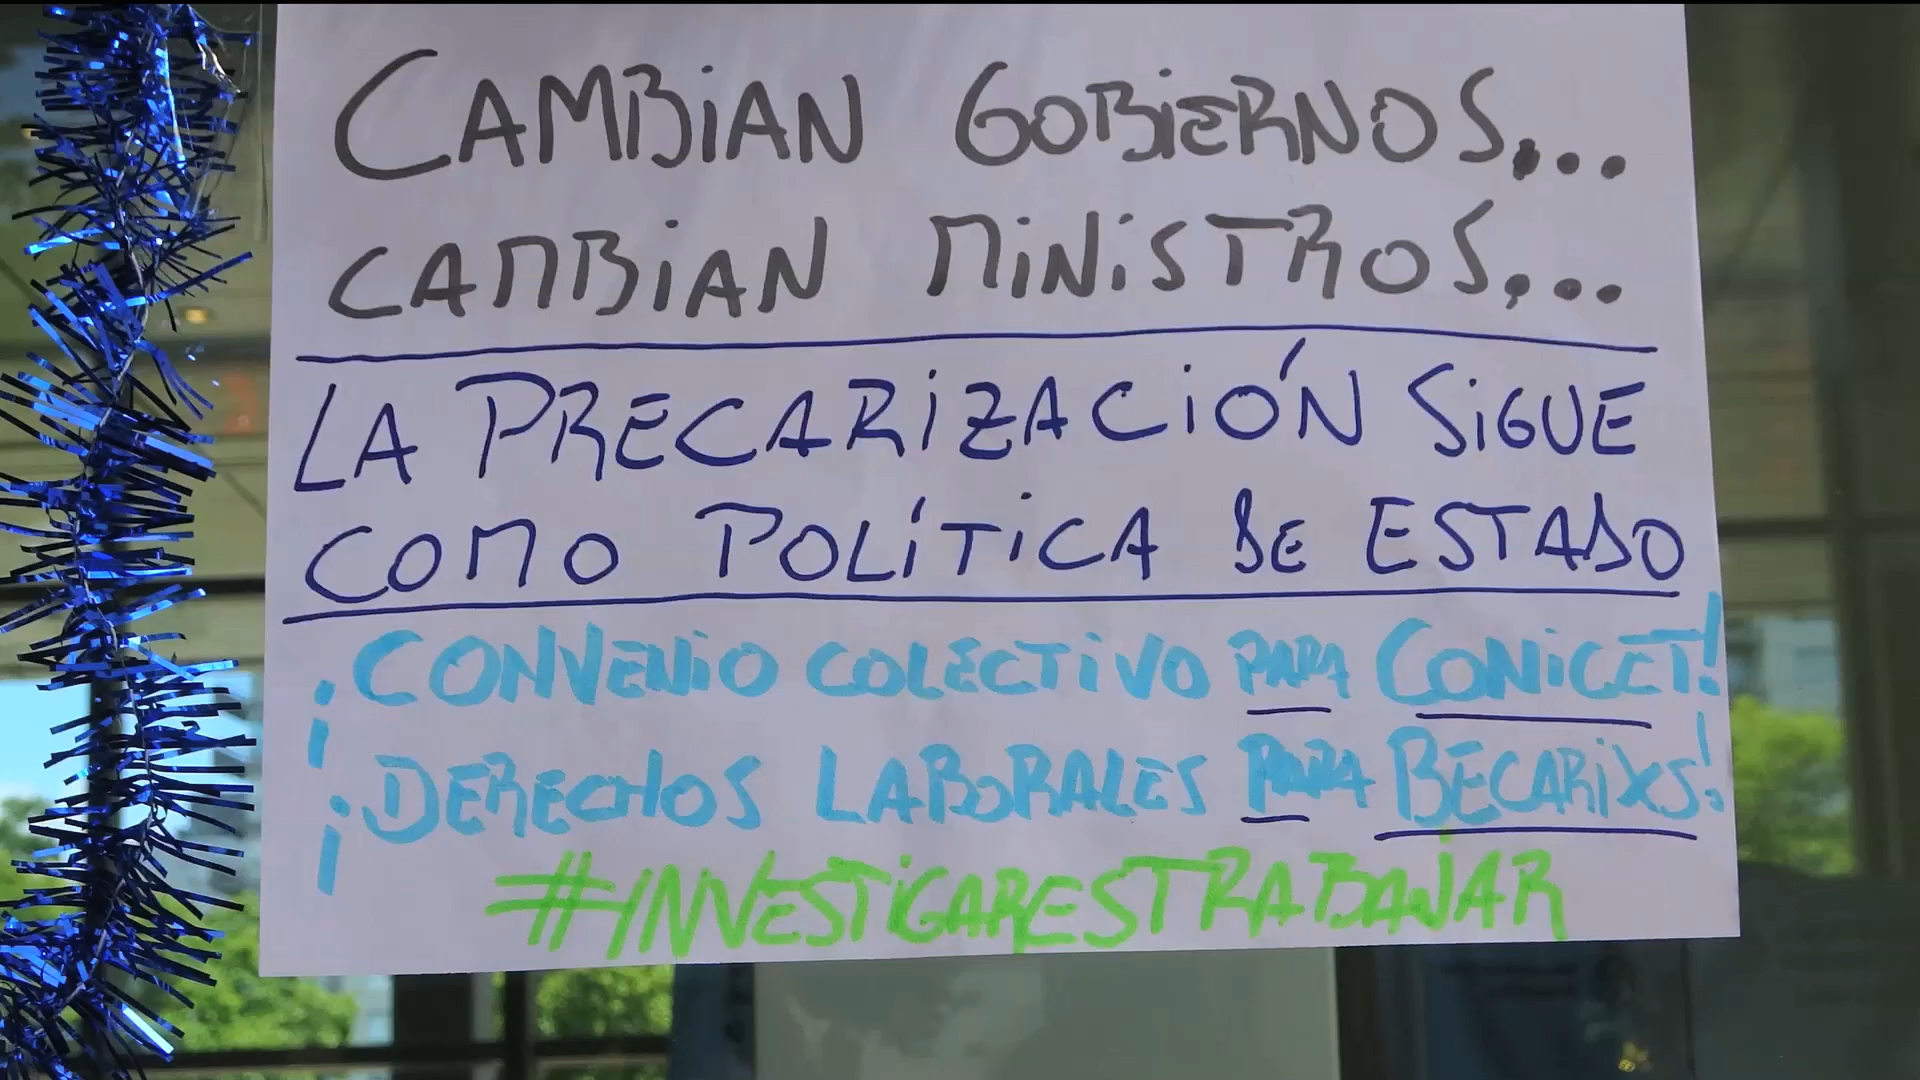 CAMBIAN GOBIERNOS,...
CAMBIAN MINISTROS,...
LA PRECARIZACIÓN SIGUE
COMO POLÍTICA DE ESTADO
¡CONVENIO COLECTIVO PARA CONICET!
¡DERECHOS LABORALES PARA BECARIXS!
#INVESTIGARESTRABAJAR